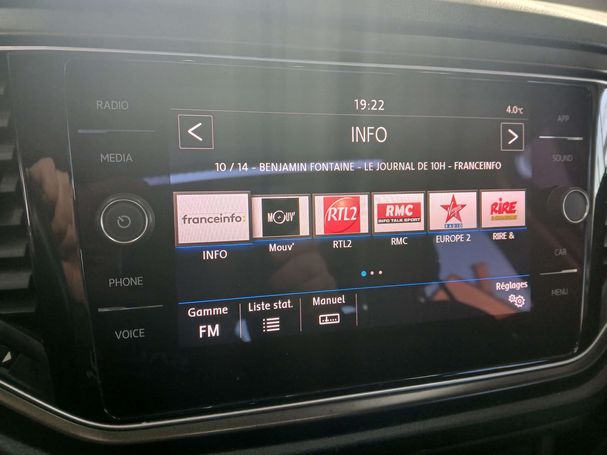 RADIO
MEDIA
PHONE
VOICE
19:22
4.0°C
<
INFO
>
10 / 14 - BENJAMIN FONTAINE - LE JOURNAL DE 10H - FRANCEINFO
franceinfo:
MOUV'
RTL2
RMC
INFO TALK SPORT
Virgin
RADIO
RIRE
INFO
Mouv'
RTL2
RMC
EUROPE 2
RIRE &
Gamme
FM
Liste stat.
Manuel
Réglages
APP
SOUND
CAR
MENU